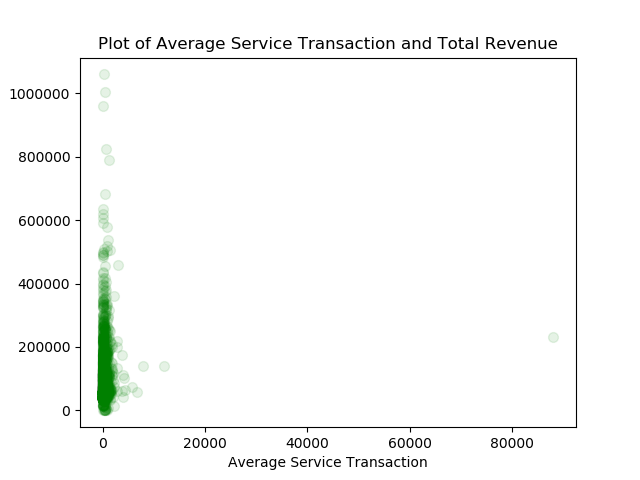 Plot of Average Service Transaction and Total Revenue
1000000
800000
600000
400000
200000
0
0 20000 40000 60000 80000
Average Service Transaction